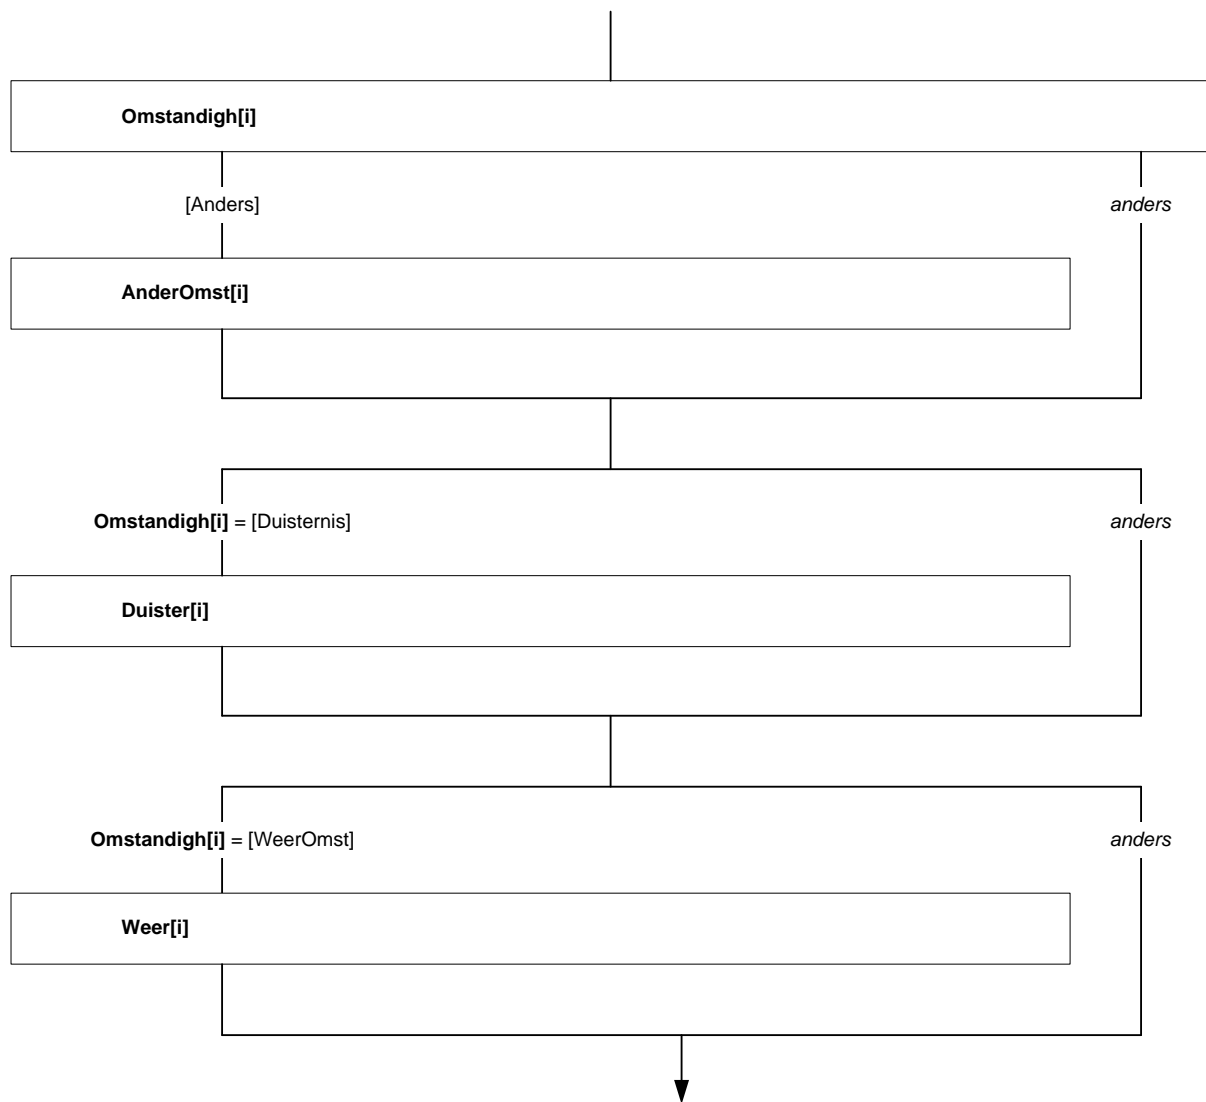 Omstandigh[i]
[Anders] anders
AnderOmst[i]
Omstandigh[i] = [Duisternis] anders
Duister[i]
Omstandigh[i] = [WeerOmst] anders
Weer[i]